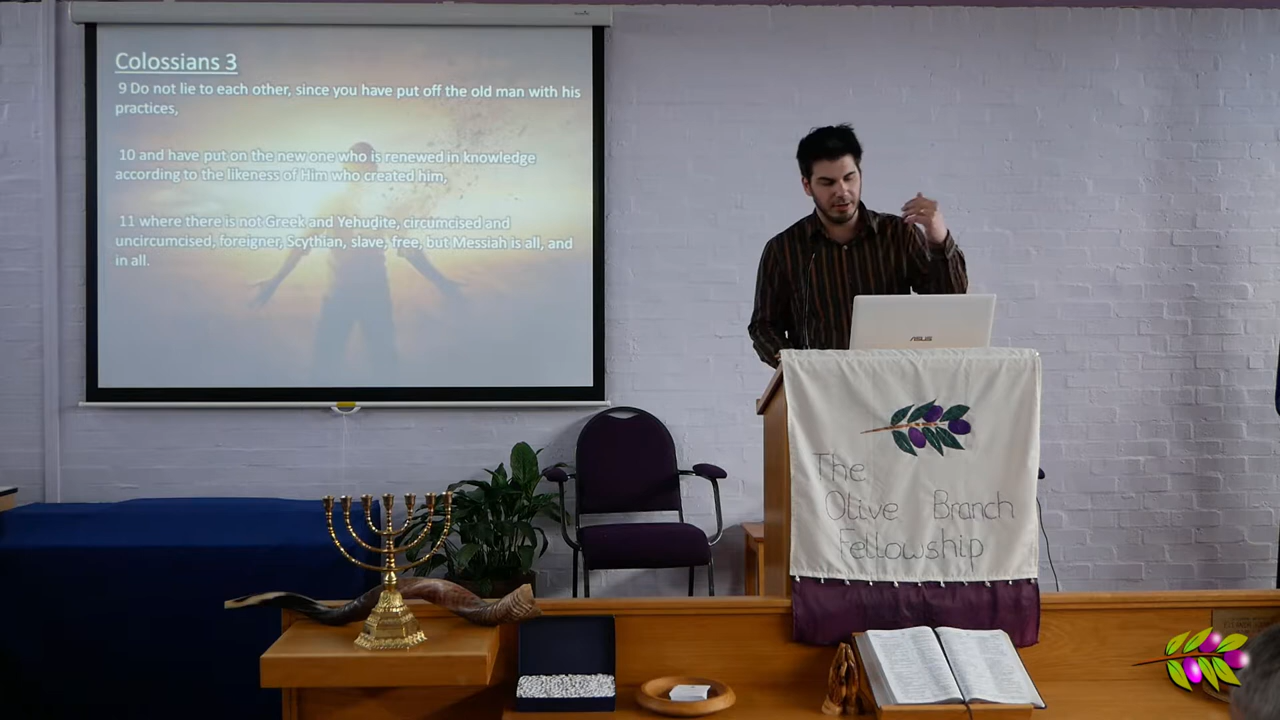 Colossians 3
9 Do not lie to each other, since you have put off the old man with his
practices,
10 and have put on the new one who is renewed in knowledge
according to the likeness of Him who created him,
11 where there is not Greek and Yehudite, circumcised and
uncircumcised, foreigner, Scythian, slave, free, but Messiah is all, and
in all.
ASUS
The
Olive Branch
Fellowship